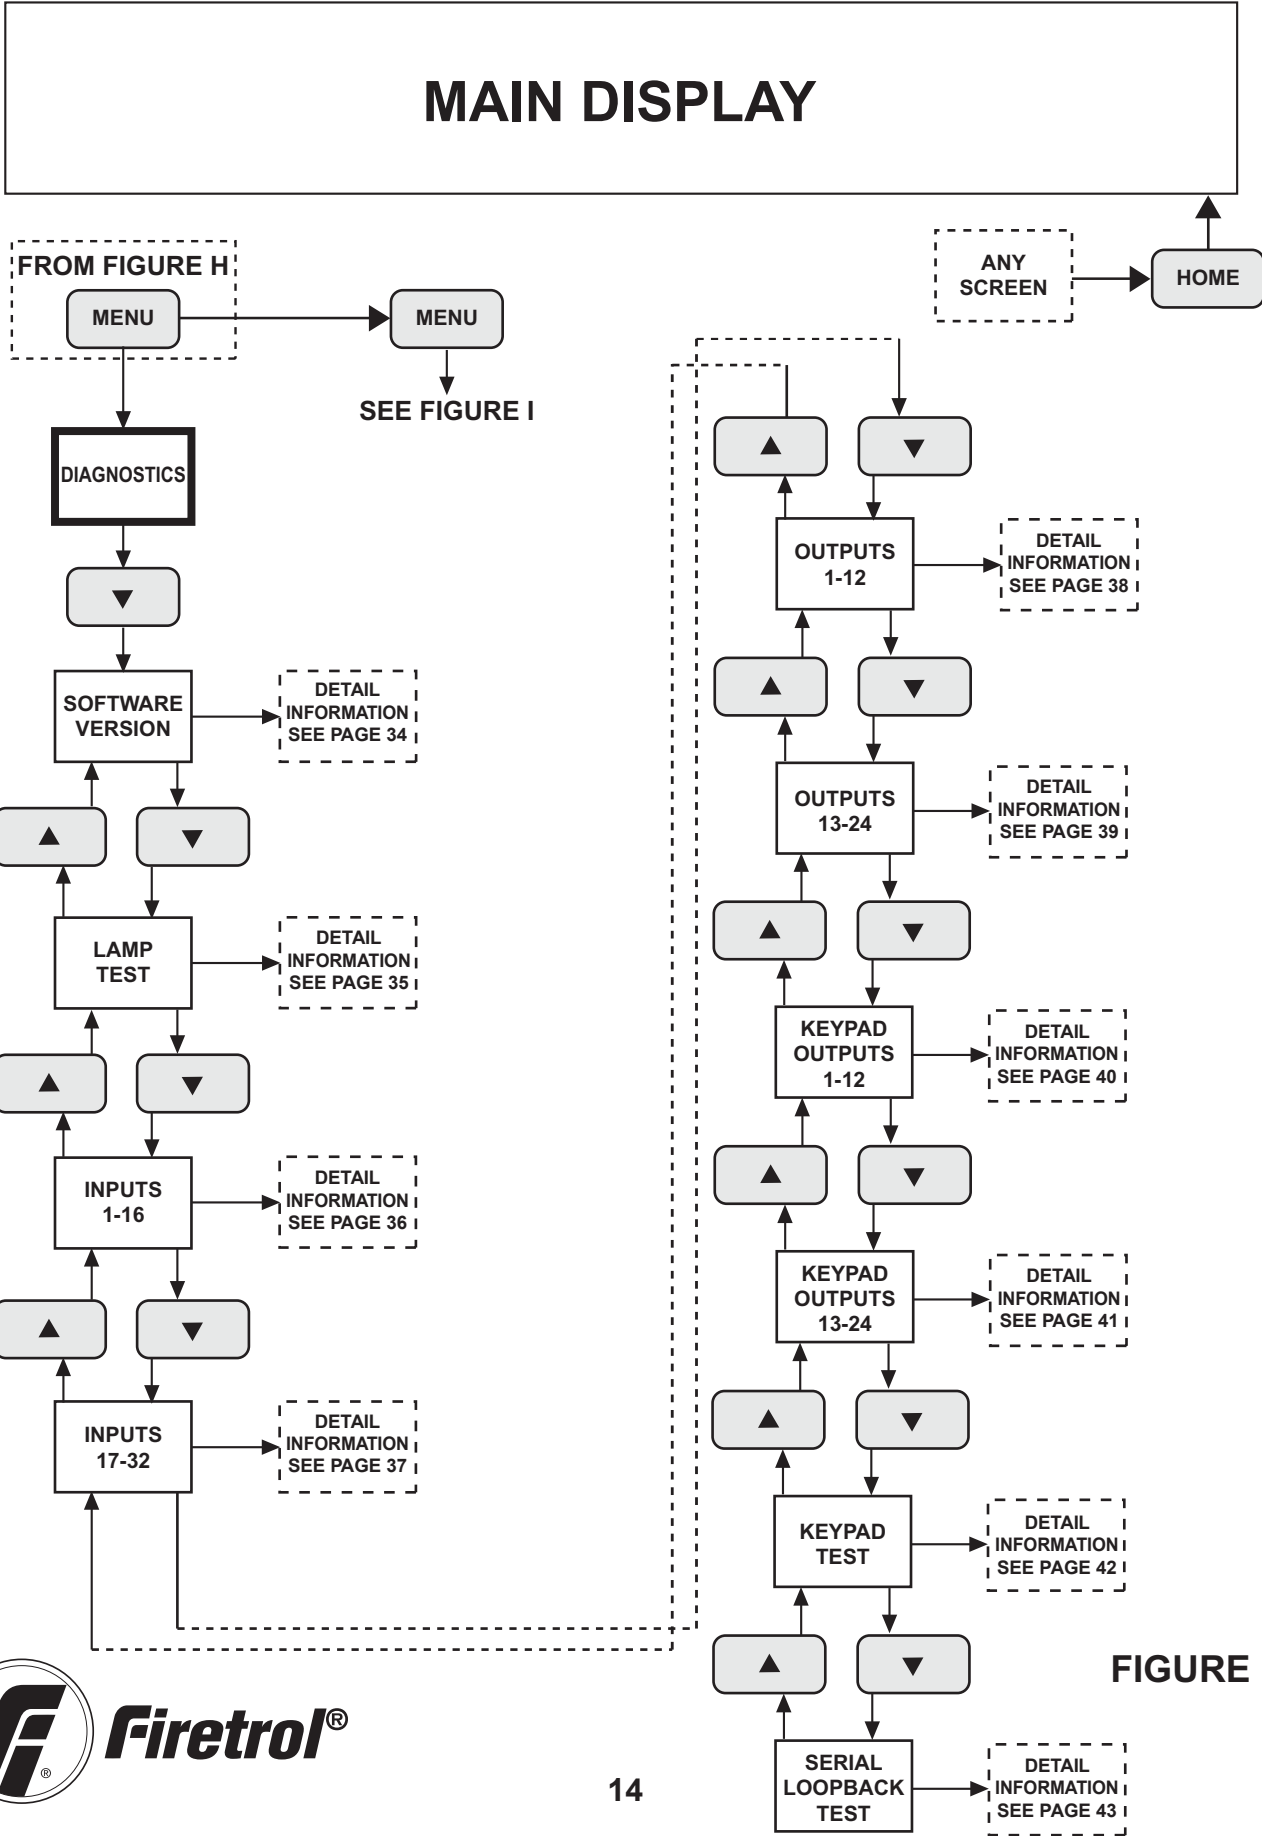 MAIN DISPLAY
FROM FIGURE H
MENU
MENU
SEE FIGURE I
ANY
SCREEN
HOME
DIAGNOSTICS
SOFTWARE
VERSION
DETAIL
INFORMATION
SEE PAGE 34
LAMP
TEST
DETAIL
INFORMATION
SEE PAGE 35
INPUTS
1-16
DETAIL
INFORMATION
SEE PAGE 36
INPUTS
17-32
DETAIL
INFORMATION
SEE PAGE 37
OUTPUTS
1-12
DETAIL
INFORMATION
SEE PAGE 38
OUTPUTS
13-24
DETAIL
INFORMATION
SEE PAGE 39
KEYPAD
OUTPUTS
1-12
DETAIL
INFORMATION
SEE PAGE 40
KEYPAD
OUTPUTS
13-24
DETAIL
INFORMATION
SEE PAGE 41
KEYPAD
TEST
DETAIL
INFORMATION
SEE PAGE 42
SERIAL
LOOPBACK
TEST
DETAIL
INFORMATION
SEE PAGE 43
FIGURE
F ®
Firetrol®
14